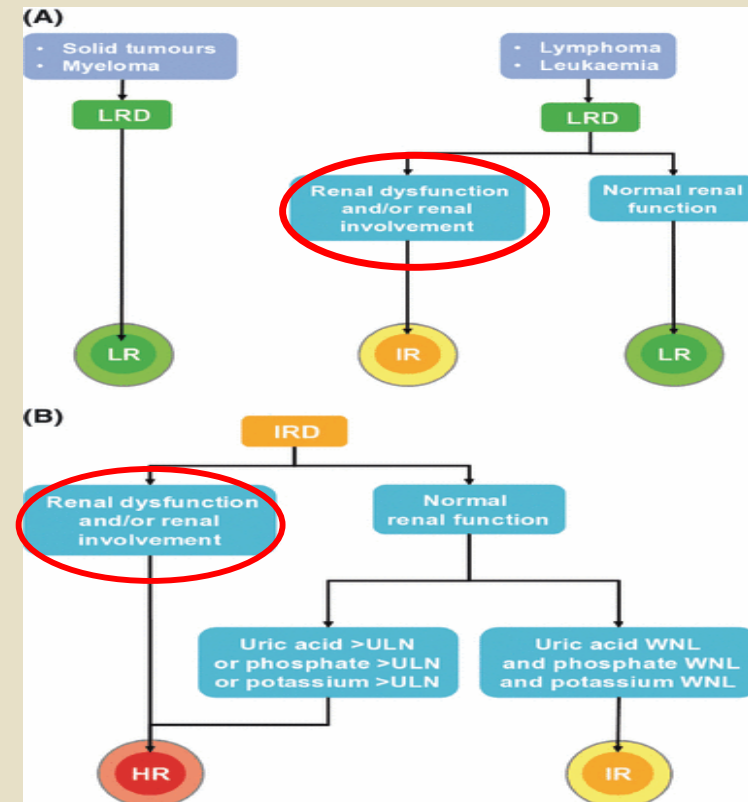 (A)
• Solid tumours
• Myeloma
• Lymphoma
• Leukaemia
LRD
LRD
Renal dysfunction
and/or renal
involvement
Normal renal
function
LR
IR
LR
(B)
IRD
Renal dysfunction
and/or renal
involvement
Normal
renal function
Uric acid >ULN
or phosphate >ULN
or potassium >ULN
Uric acid WNL
and phosphate WNL
and potassium WNL
HR
IR